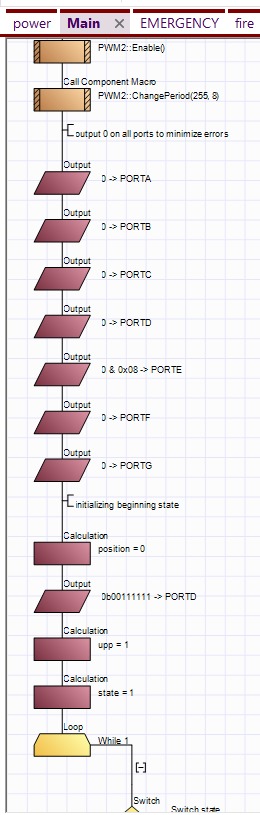 power Main × EMERGENCY fire
PWM2::Enable()
Call Component Macro
PWM2::ChangePeriod(255, 8)
output 0 on all ports to minimize errors
Output
0 -> PORTA
Output
0 -> PORTB
Output
0 -> PORTC
Output
0 -> PORTD
Output
0 & 0x08 -> PORTE
Output
0 -> PORTF
Output
0 -> PORTG
initializing beginning state
Calculation
position = 0
Output
0b00111111 -> PORTD
Calculation
upp = 1
Calculation
state = 1
Loop
While 1
[-]
Switch
Switch state